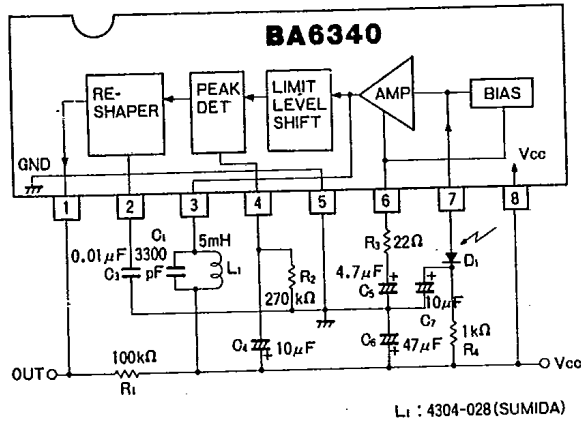 BA6340
RE-
SHAPER
PEAK
DET
LIMIT
LEVEL
SHIFT
AMP
BIAS
GND
Vcc
1
2
3
4
5
6
7
8
0.01μF
C3
C1
3300
pF
5mH
L1
R2
270 kΩ
R3 22Ω
4.7μF
C5
10μF
C7
D1
1kΩ
R4
C4 10μF
C6 47μF
100kΩ
OUT
R1
Vcc
L1 : 4304-028 (SUMIDA)